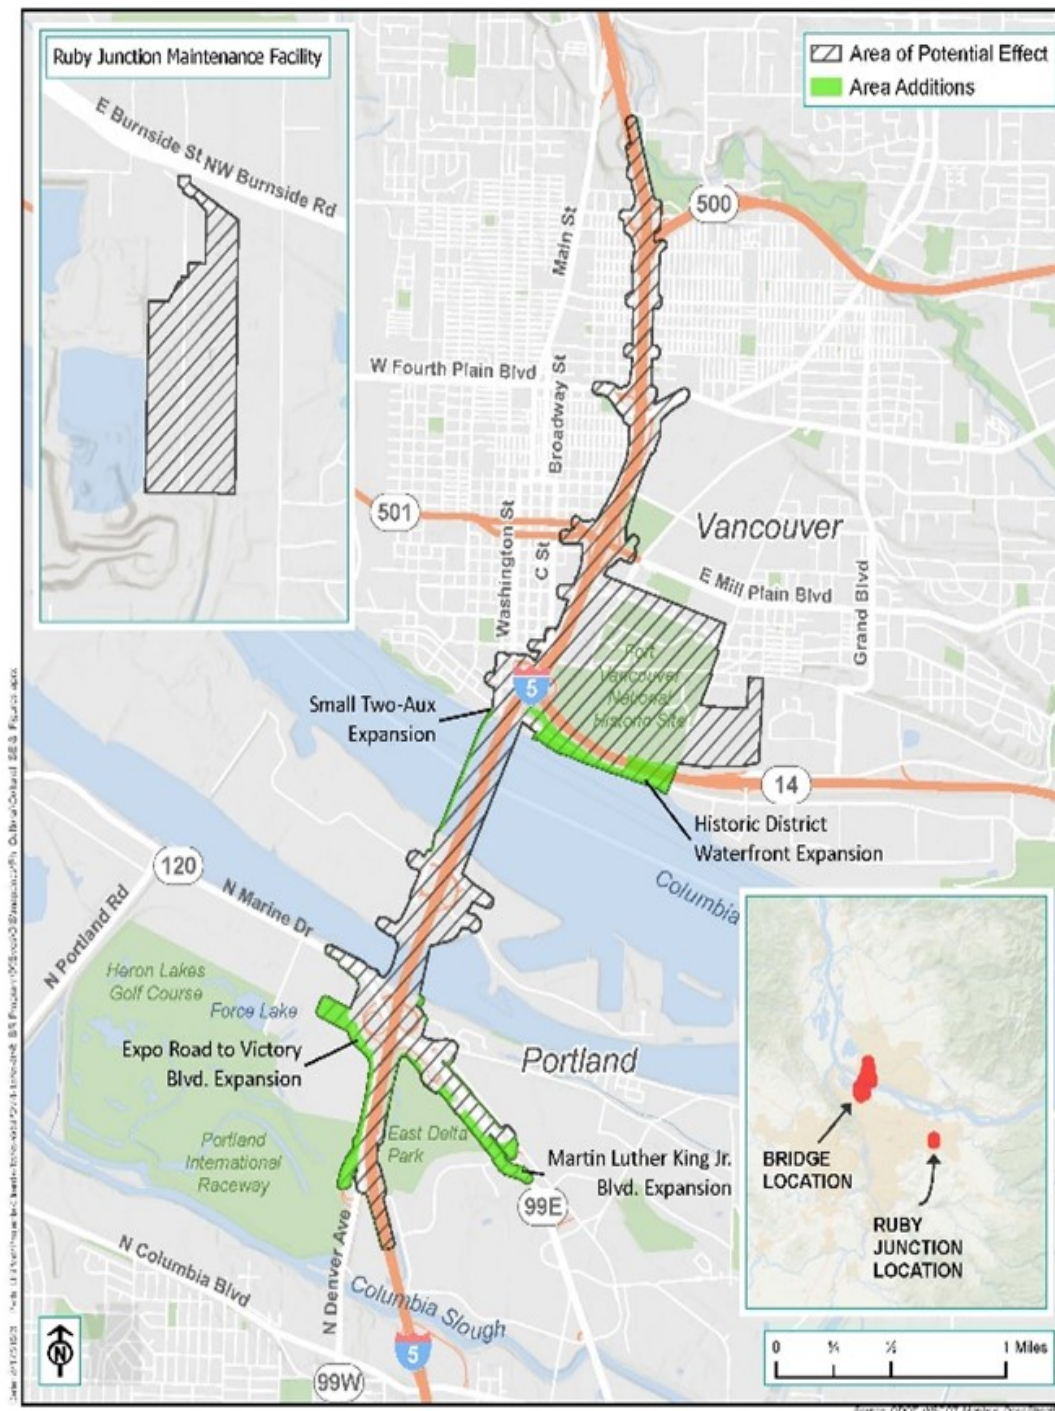 Ruby Junction Maintenance Facility
E Burnside St
NW Burnside Rd
Area of Potential Effect
Area Additions
500
Main St
W Fourth Plain Blvd
Broadway St
501
Washington St
C St
Vancouver
E Mill Plain Blvd
Grand Blvd
Fort
Vancouver
National
Historic Site
5
Small Two-Aux
Expansion
14
Historic District
Waterfront Expansion
Columbia
120
N Marine Dr
N Portland Rd
Heron Lakes
Golf Course
Force Lake
Expo Road to Victory
Blvd. Expansion
Portland
Portland
International
Raceway
East Delta
Park
Martin Luther King Jr.
Blvd. Expansion
99E
N Columbia Blvd
N Denver Ave
Columbia Slough
5
99W
N
BRIDGE
LOCATION
RUBY
JUNCTION
LOCATION
0 ¼ ½ 1 Miles